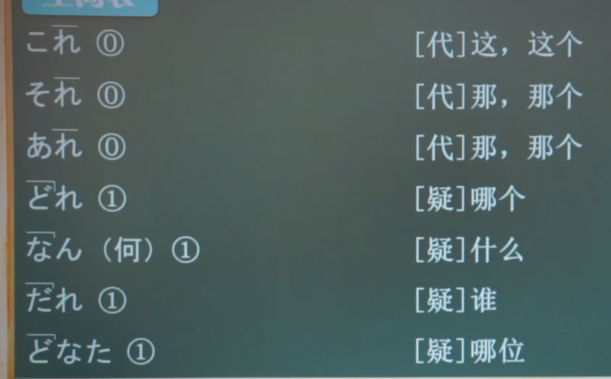 これ ⓪ [代]这，这个
それ ⓪ [代]那，那个
あれ ⓪ [代]那，那个
どれ ① [疑]哪个
なん（何）① [疑]什么
だれ ① [疑]谁
どなた ① [疑]哪位